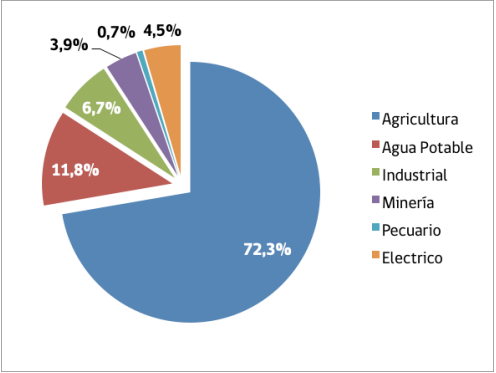 0,7%
4,5%
3,9%
6,7%
11,8%
72,3%
Agricultura
Agua Potable
Industrial
Minería
Pecuario
Electrico